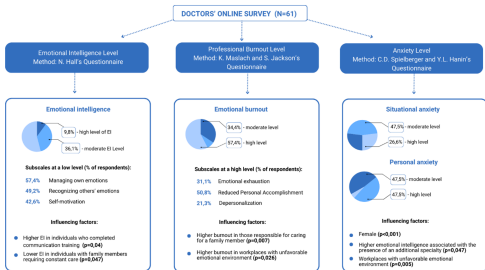 DOCTORS' ONLINE SURVEY (N=61)
Emotional Intelligence Level
Method: N. Hall's Questionnaire
Professional Burnout Level
Method: K. Maslach and S. Jackson's
Questionnaire
Anxiety Level
Method: C.D. Spielberger and Y.L. Hanin's
Questionnaire
Emotional intelligence
9,8% - high level of EI
36,1% - moderate EI Level
Subscales at a low level (% of respondents):
57,4% Managing own emotions
49,2% Recognizing others' emotions
42,6% Self-motivation
Influencing factors:
Higher EI in individuals who completed
communication training (p=0,04)
Lower EI in individuals with family members
requiring constant care (p=0,047)
Emotional burnout
34,4% - moderate level
57,4% - high level
Subscales at a high level (% of respondents):
31,1% Emotional exhaustion
50,8% Reduced Personal Accomplishment
21,3% Depersonalization
Influencing factors:
Higher burnout in those responsible for caring
for a family member (p=0,007)
Higher burnout in workplaces with unfavorable
emotional environment (p=0,026)
Situational anxiety
47,5% - moderate level
26,6% - high level
Personal anxiety
47,5% - moderate level
47,5% - high level
Influencing factors:
Female (p<0,001)
Higher emotional intelligence associated with the
presence of an additional specialty (p=0,047)
Workplaces with unfavorable emotional
environment (p=0,005)